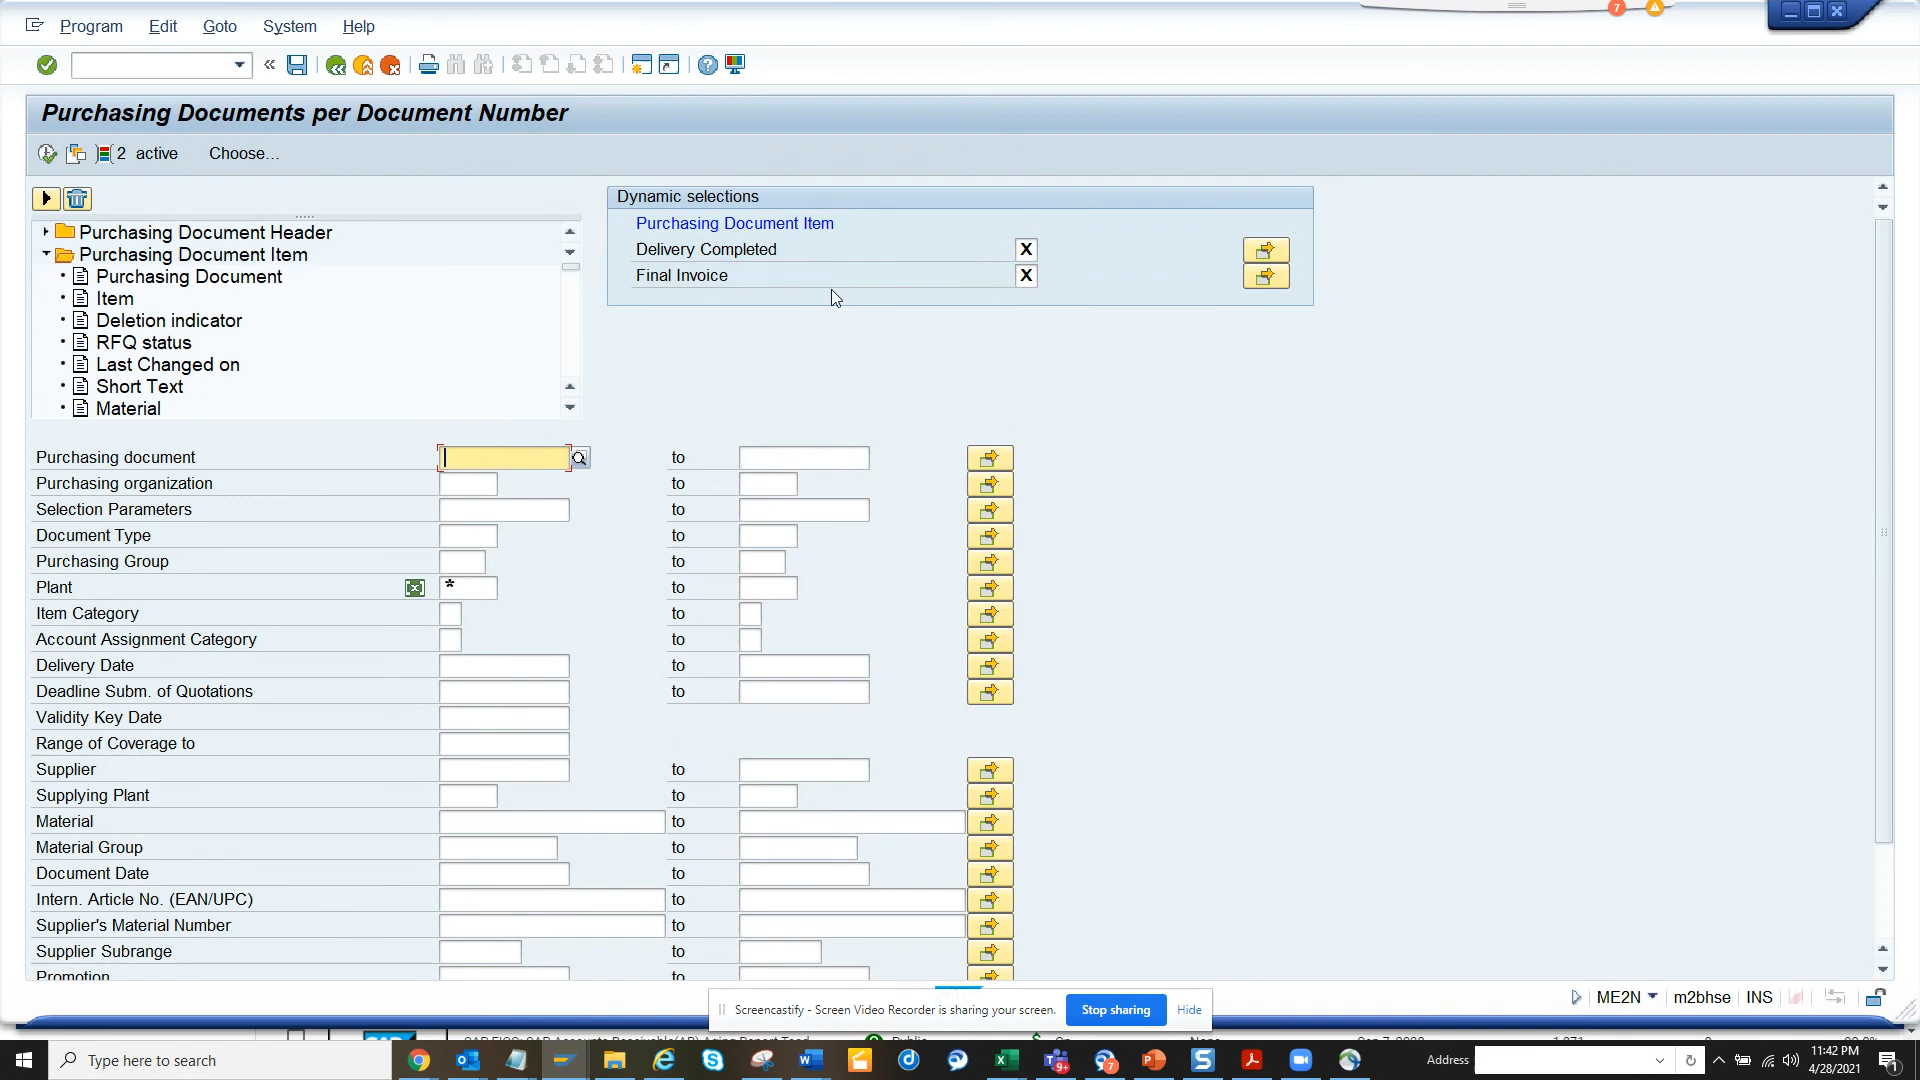 Program Edit Goto System Help
7
Purchasing Documents per Document Number
2 active Choose...
Purchasing Document Header
Purchasing Document Item
Purchasing Document
Item
Deletion indicator
RFQ status
Last Changed on
Short Text
Material
Dynamic selections
Purchasing Document Item
Delivery Completed X
Final Invoice X
Purchasing document to
Purchasing organization to
Selection Parameters to
Document Type to
Purchasing Group to
Plant * to
Item Category to
Account Assignment Category to
Delivery Date to
Deadline Subm. of Quotations to
Validity Key Date
Range of Coverage to
Supplier to
Supplying Plant to
Material to
Material Group to
Document Date to
Intern. Article No. (EAN/UPC) to
Supplier's Material Number to
Supplier Subrange to
Promotion to
Screencastify - Screen Video Recorder is sharing your screen. Stop sharing Hide
ME2N m2bhse INS
Type here to search
9+
7
Address
11:42 PM
4/28/2021
1